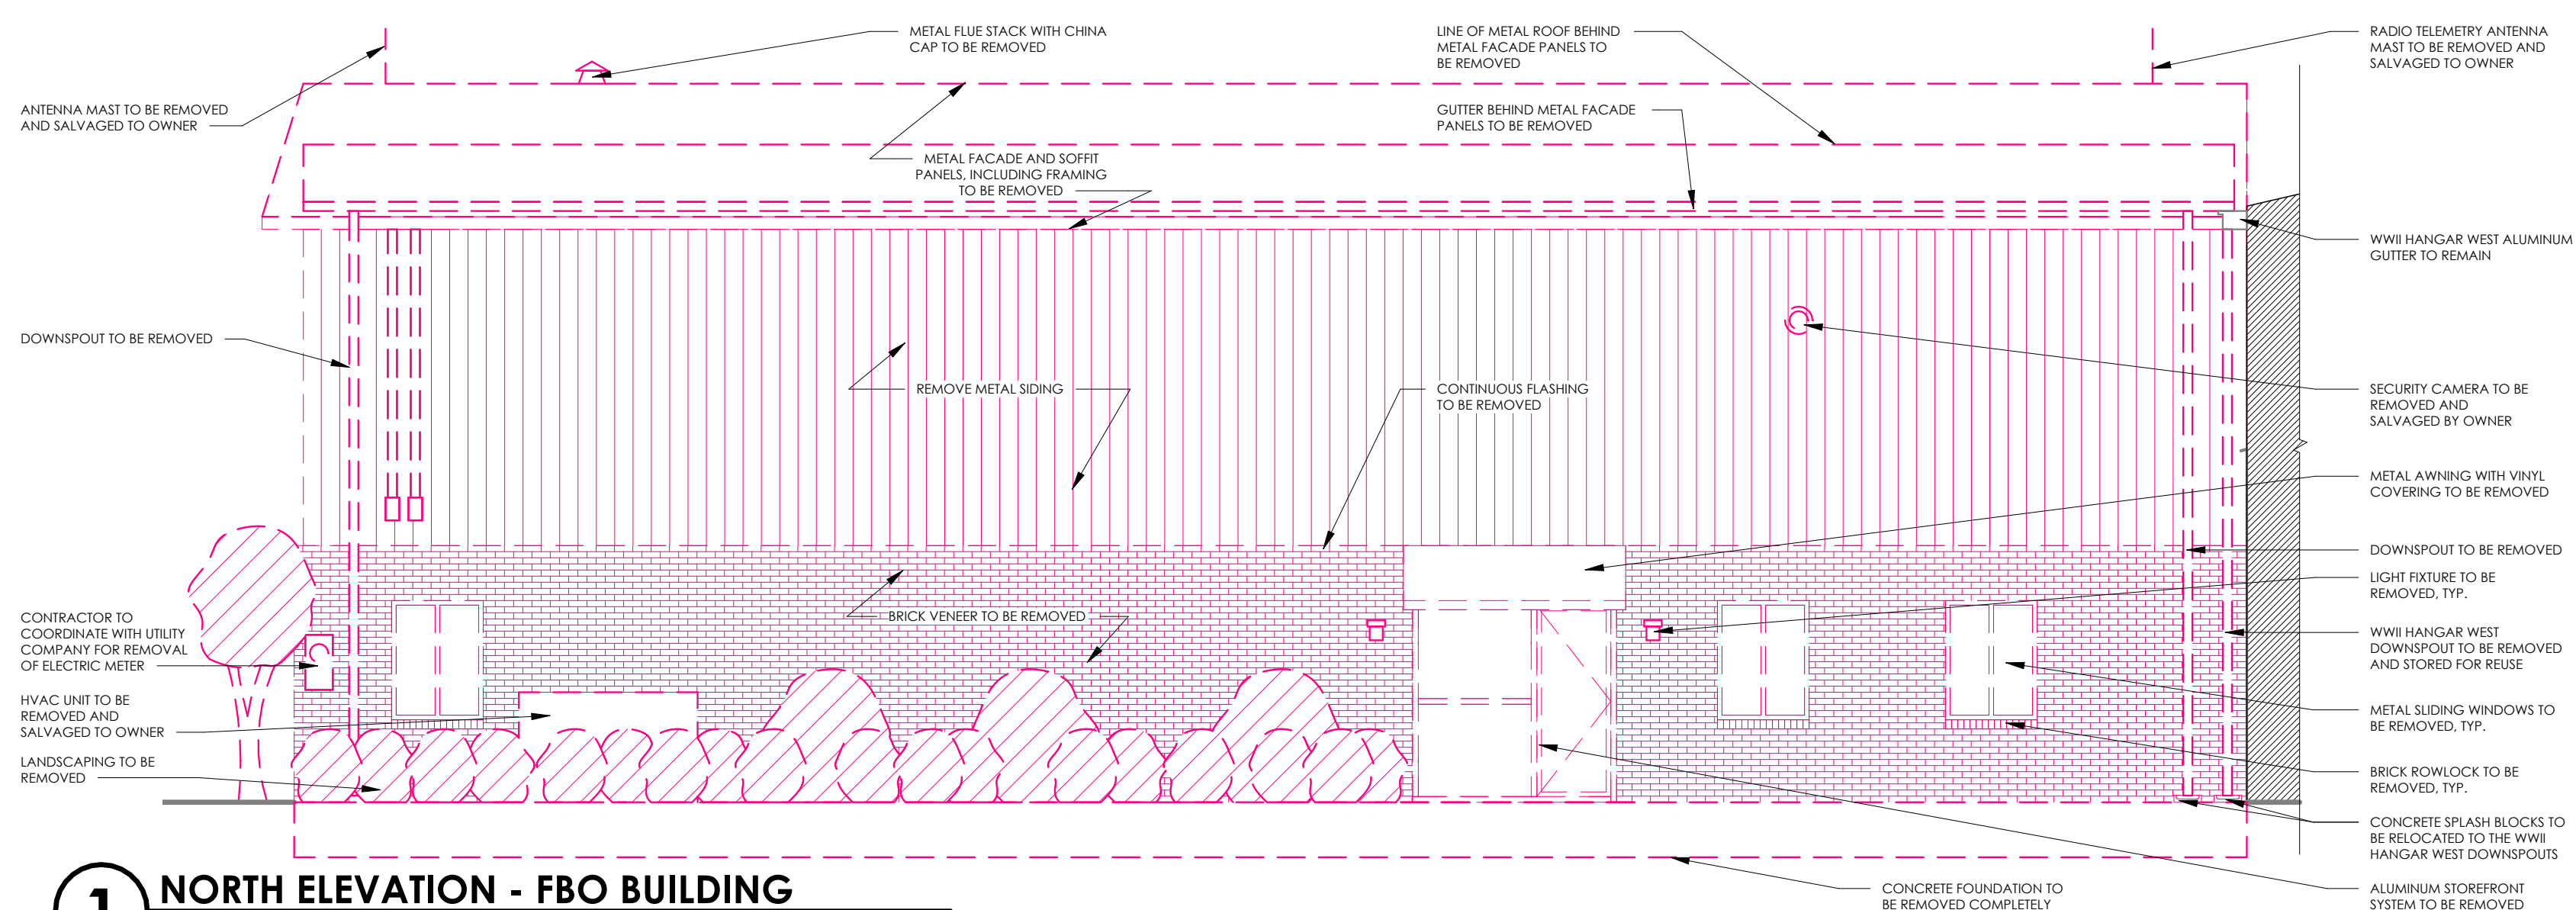 METAL FLUE STACK WITH CHINA
CAP TO BE REMOVED
LINE OF METAL ROOF BEHIND
METAL FACADE PANELS TO
BE REMOVED
RADIO TELEMETRY ANTENNA
MAST TO BE REMOVED AND
SALVAGED TO OWNER
ANTENNA MAST TO BE REMOVED
AND SALVAGED TO OWNER
GUTTER BEHIND METAL FACADE
PANELS TO BE REMOVED
METAL FACADE AND SOFFIT
PANELS, INCLUDING FRAMING
TO BE REMOVED
WWII HANGAR WEST ALUMINUM
GUTTER TO REMAIN
DOWNSPOUT TO BE REMOVED
REMOVE METAL SIDING
CONTINUOUS FLASHING
TO BE REMOVED
SECURITY CAMERA TO BE
REMOVED AND
SALVAGED BY OWNER
METAL AWNING WITH VINYL
COVERING TO BE REMOVED
DOWNSPOUT TO BE REMOVED
LIGHT FIXTURE TO BE
REMOVED, TYP.
CONTRACTOR TO
COORDINATE WITH UTILITY
COMPANY FOR REMOVAL
OF ELECTRIC METER
BRICK VENEER TO BE REMOVED
WWII HANGAR WEST
DOWNSPOUT TO BE REMOVED
AND STORED FOR REUSE
HVAC UNIT TO BE
REMOVED AND
SALVAGED TO OWNER
METAL SLIDING WINDOWS TO
BE REMOVED, TYP.
LANDSCAPING TO BE
REMOVED
BRICK ROWLOCK TO BE
REMOVED, TYP.
CONCRETE SPLASH BLOCKS TO
BE RELOCATED TO THE WWII
HANGAR WEST DOWNSPOUTS
1
NORTH ELEVATION - FBO BUILDING
CONCRETE FOUNDATION TO
BE REMOVED COMPLETELY
ALUMINUM STOREFRONT
SYSTEM TO BE REMOVED